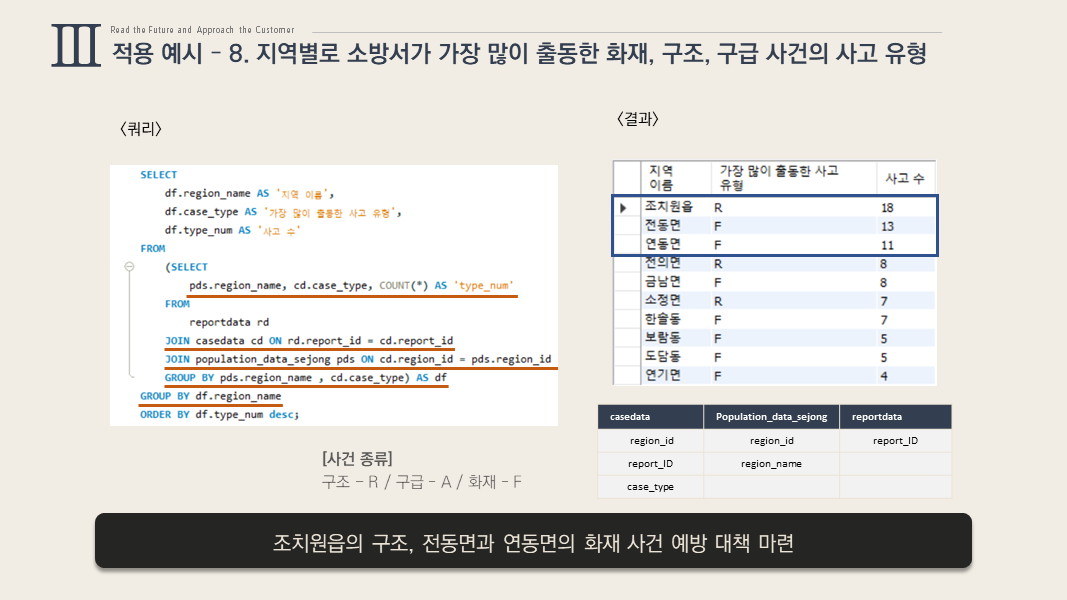 III
Read the Future and Approach the Customer
적용 예시 - 8. 지역별로 소방서가 가장 많이 출동한 화재, 구조, 구급 사건의 사고 유형
<쿼리>
SELECT
df.region_name AS '지역 이름',
df.case_type AS '가장 많이 출동한 사고 유형',
df.type_num AS '사고 수'
FROM
(SELECT
pds.region_name, cd.case_type, COUNT(*) AS 'type_num'
FROM
reportdata rd
JOIN casedata cd ON rd.report_id = cd.report_id
JOIN population_data_sejong pds ON cd.region_id = pds.region_id
GROUP BY pds.region_name , cd.case_type) AS df
GROUP BY df.region_name
ORDER BY df.type_num desc;
[사건 종류]
구조 - R / 구급 - A / 화재 - F
<결과>
지역 이름 가장 많이 출동한 사고 유형 사고 수
조치원읍 R 18
전동면 F 13
연동면 F 11
전의면 R 8
금남면 F 8
소정면 R 7
한솔동 F 7
보람동 F 5
도담동 F 5
연기면 F 4
casedata Population_data_sejong reportdata
region_id region_id report_ID
report_ID region_name
case_type
조치원읍의 구조, 전동면과 연동면의 화재 사건 예방 대책 마련